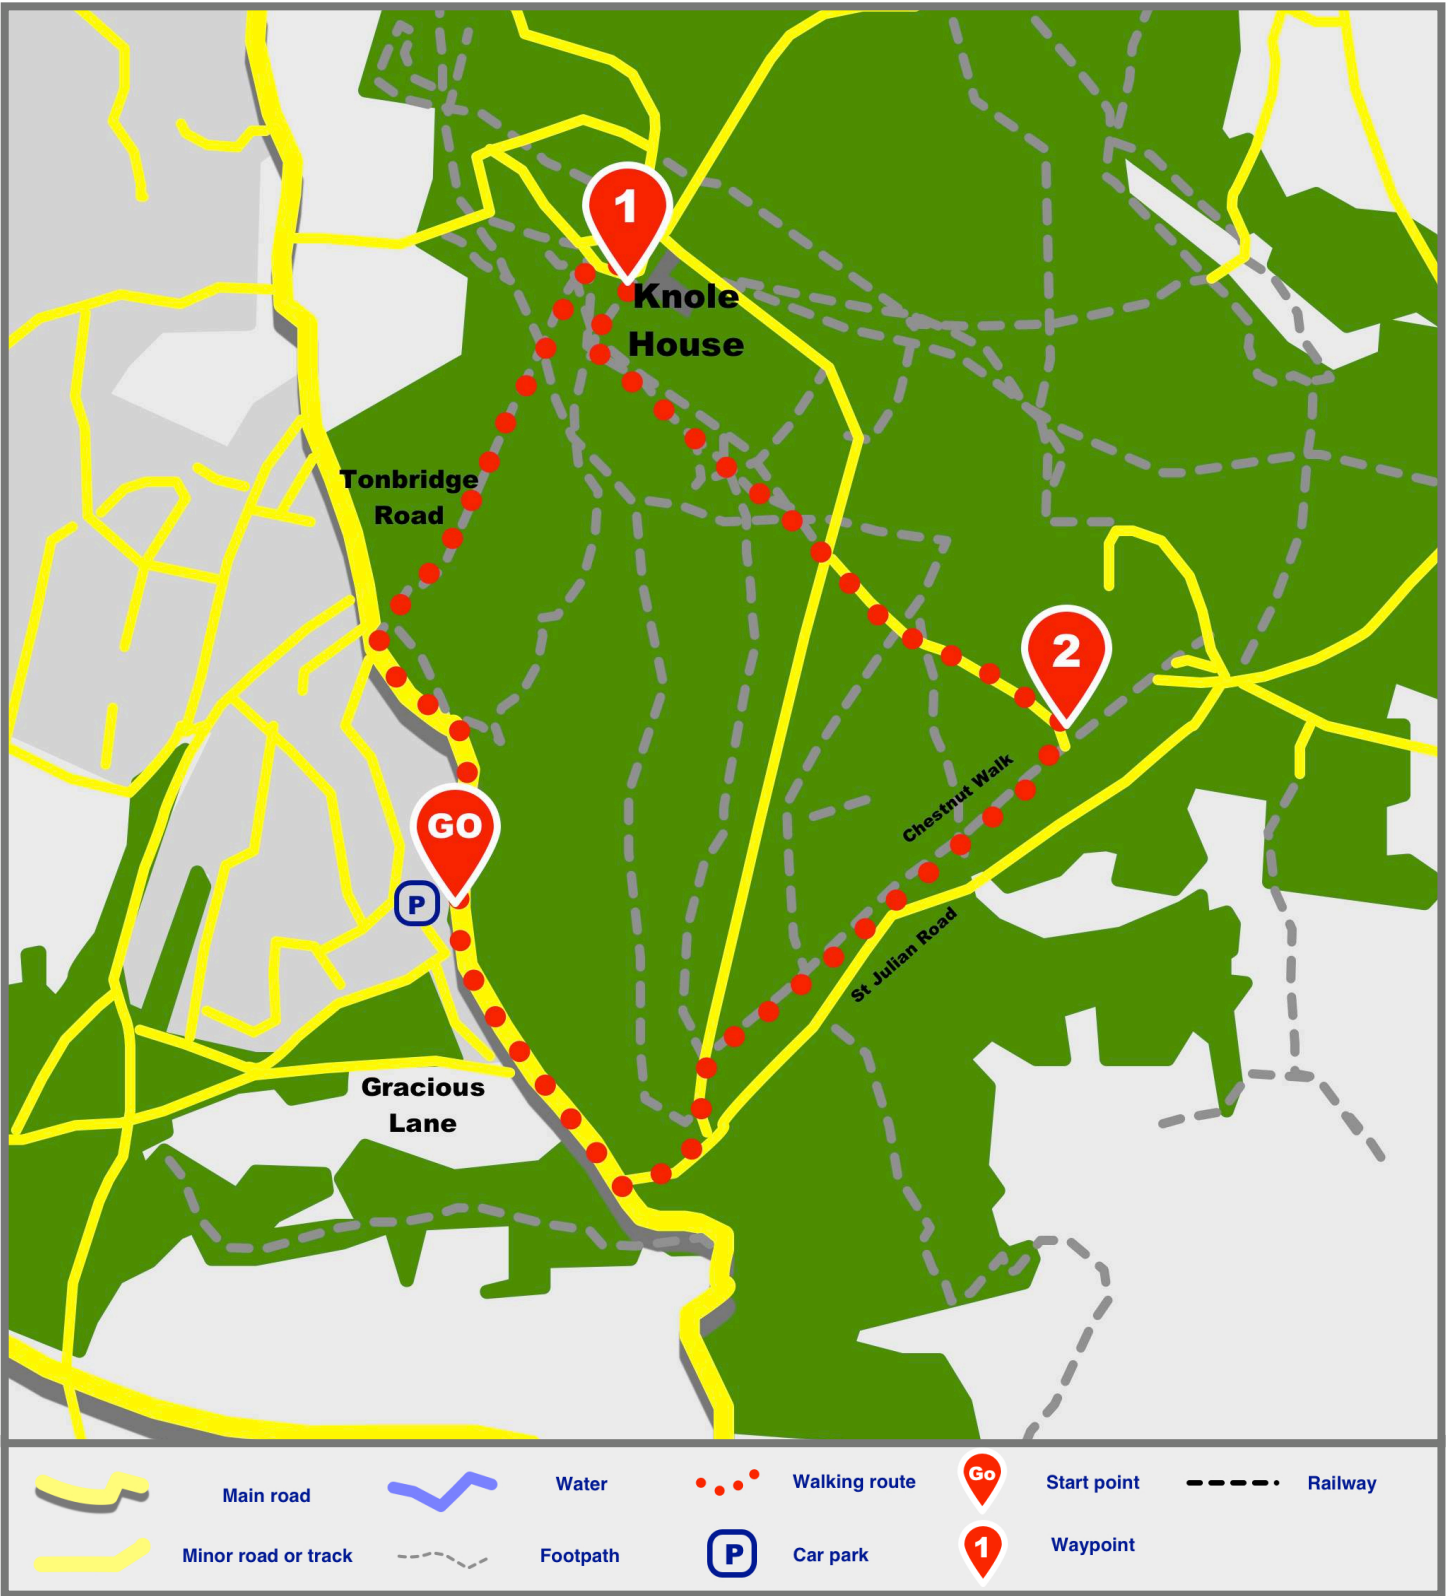 1
Knole
House
Tonbridge
Road
2
Chestnut Walk
GO
P
St Julian Road
Gracious
Lane
Main road
Water
Walking route
Go
Start point
Railway
Minor road or track
Footpath
P
Car park
1
Waypoint